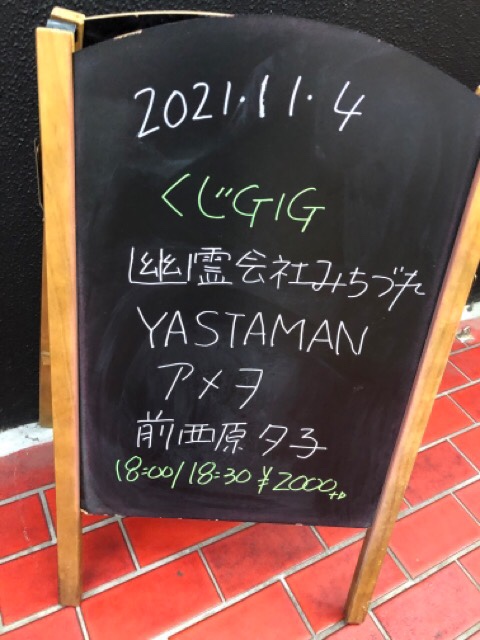 2021.11.4
くじGIG
幽霊会社みちづれ
YASTAMAN
アメヲ
前西原夕子
18:00/18:30 ¥2000+D